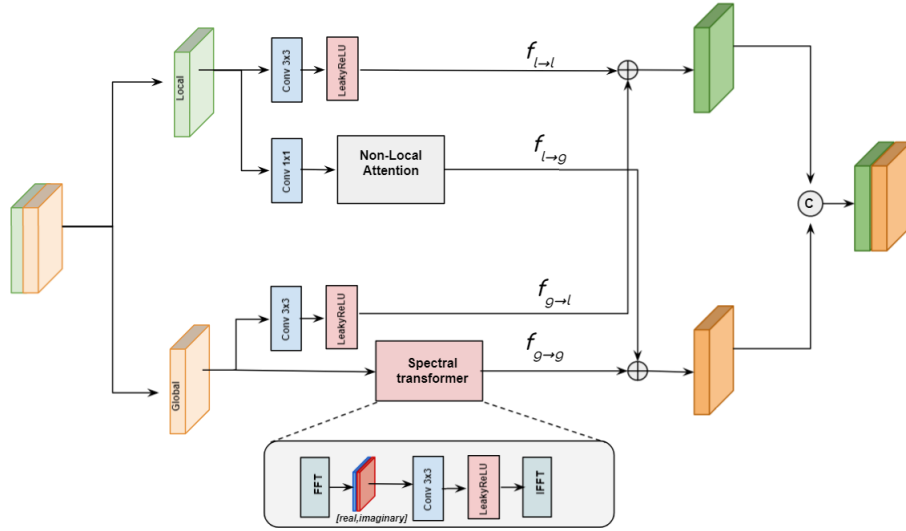 Local
Conv 3x3
LeakyReLU
f l→l
Conv 1x1
Non-Local
Attention
f l→g
C
Global
Conv 3x3
LeakyReLU
f g→l
Spectral
transformer
f g→g
FFT
[real,imaginary]
Conv 3x3
LeakyReLU
IFFT